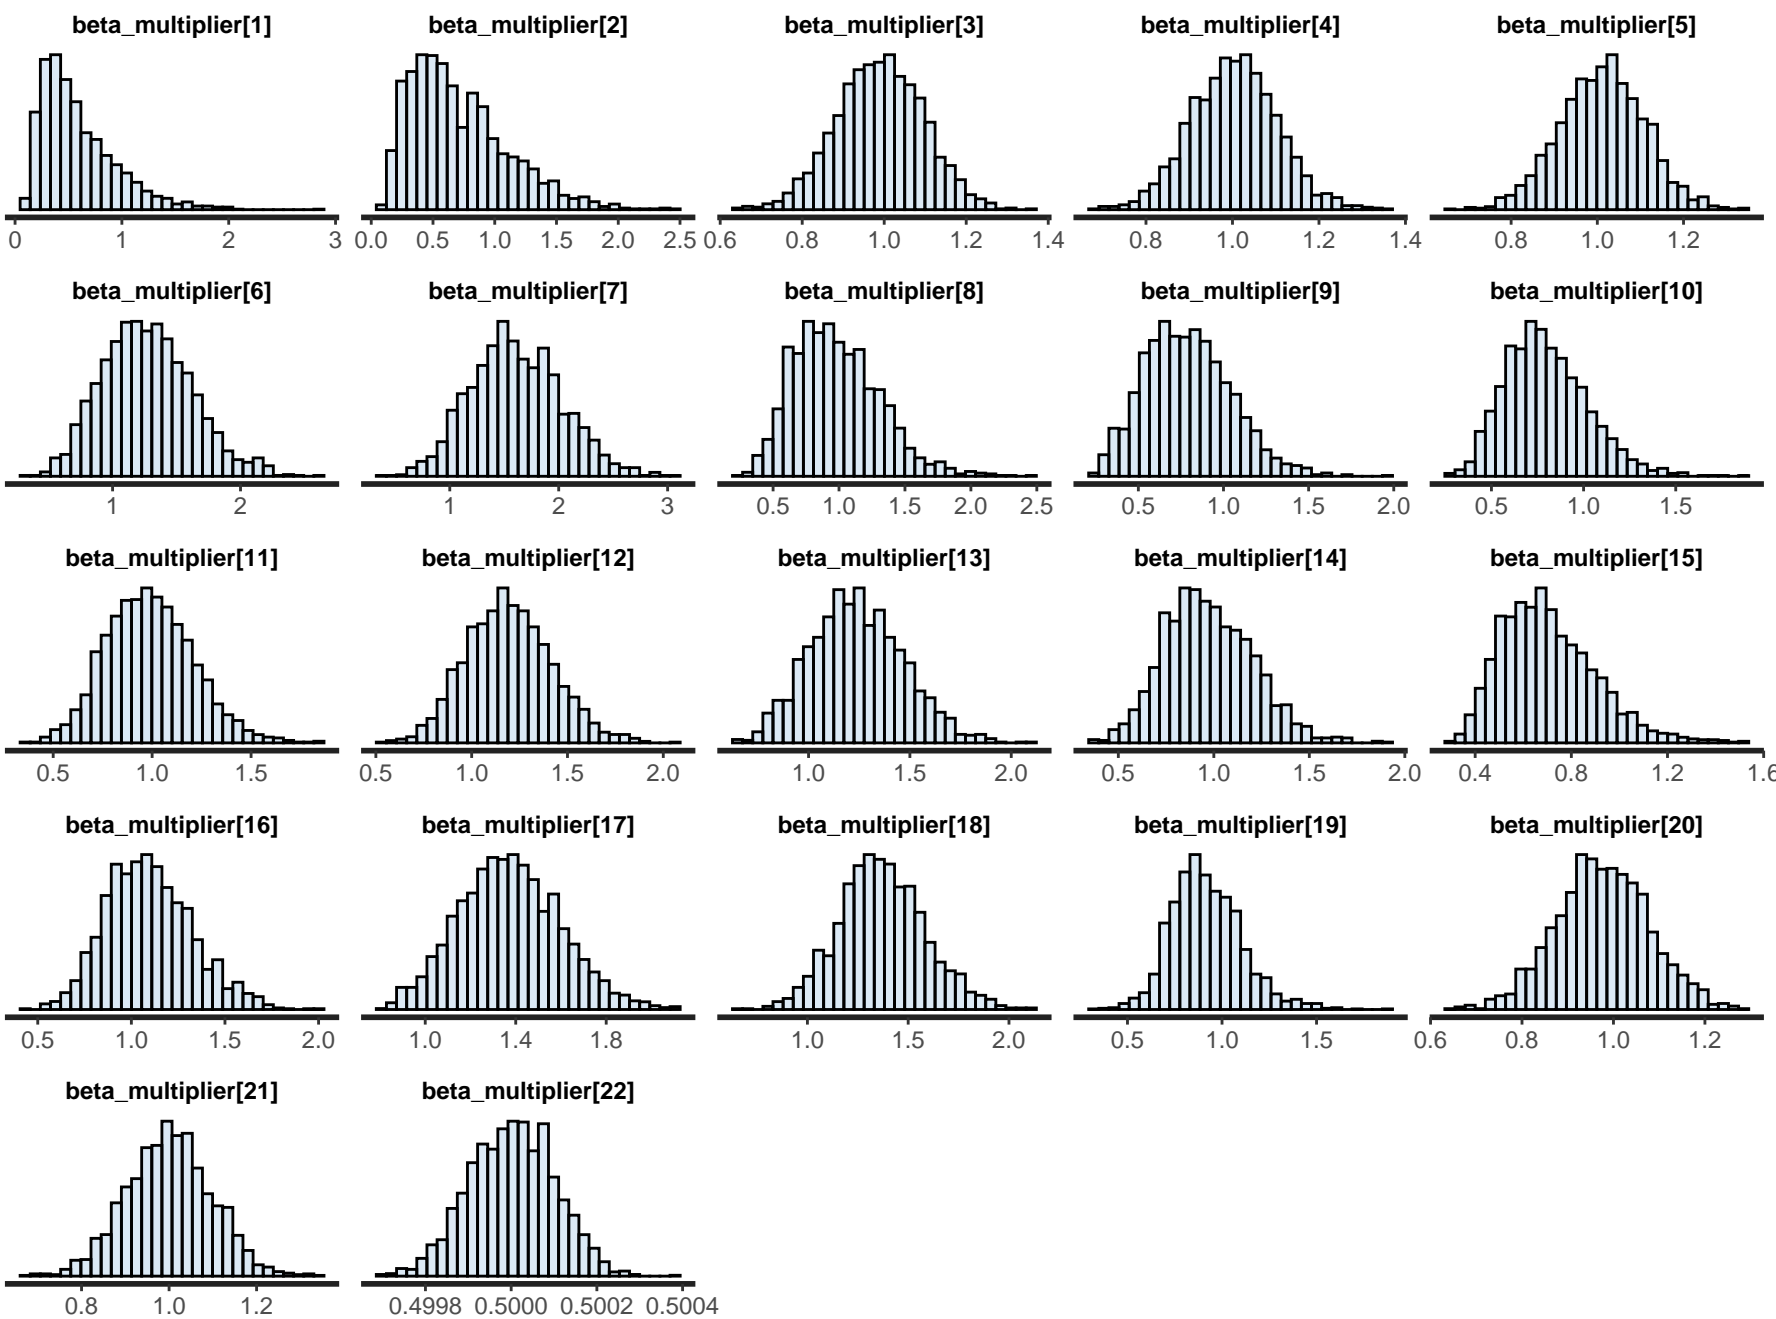 beta_multiplier[1] beta_multiplier[2] beta_multiplier[3] beta_multiplier[4] beta_multiplier[5]
0 1 2 3 0.0 0.5 1.0 1.5 2.0 2.5 0.6 0.8 1.0 1.2 1.4 0.8 1.0 1.2 1.4 0.8 1.0 1.2
beta_multiplier[6] beta_multiplier[7] beta_multiplier[8] beta_multiplier[9] beta_multiplier[10]
1 2 1 2 3 0.5 1.0 1.5 2.0 2.5 0.5 1.0 1.5 2.0 0.5 1.0 1.5
beta_multiplier[11] beta_multiplier[12] beta_multiplier[13] beta_multiplier[14] beta_multiplier[15]
0.5 1.0 1.5 0.5 1.0 1.5 2.0 1.0 1.5 2.0 0.5 1.0 1.5 2.0 0.4 0.8 1.2 1.6
beta_multiplier[16] beta_multiplier[17] beta_multiplier[18] beta_multiplier[19] beta_multiplier[20]
0.5 1.0 1.5 2.0 1.0 1.4 1.8 1.0 1.5 2.0 0.5 1.0 1.5 0.6 0.8 1.0 1.2
beta_multiplier[21] beta_multiplier[22]
0.8 1.0 1.2 0.4998 0.5000 0.5002 0.5004